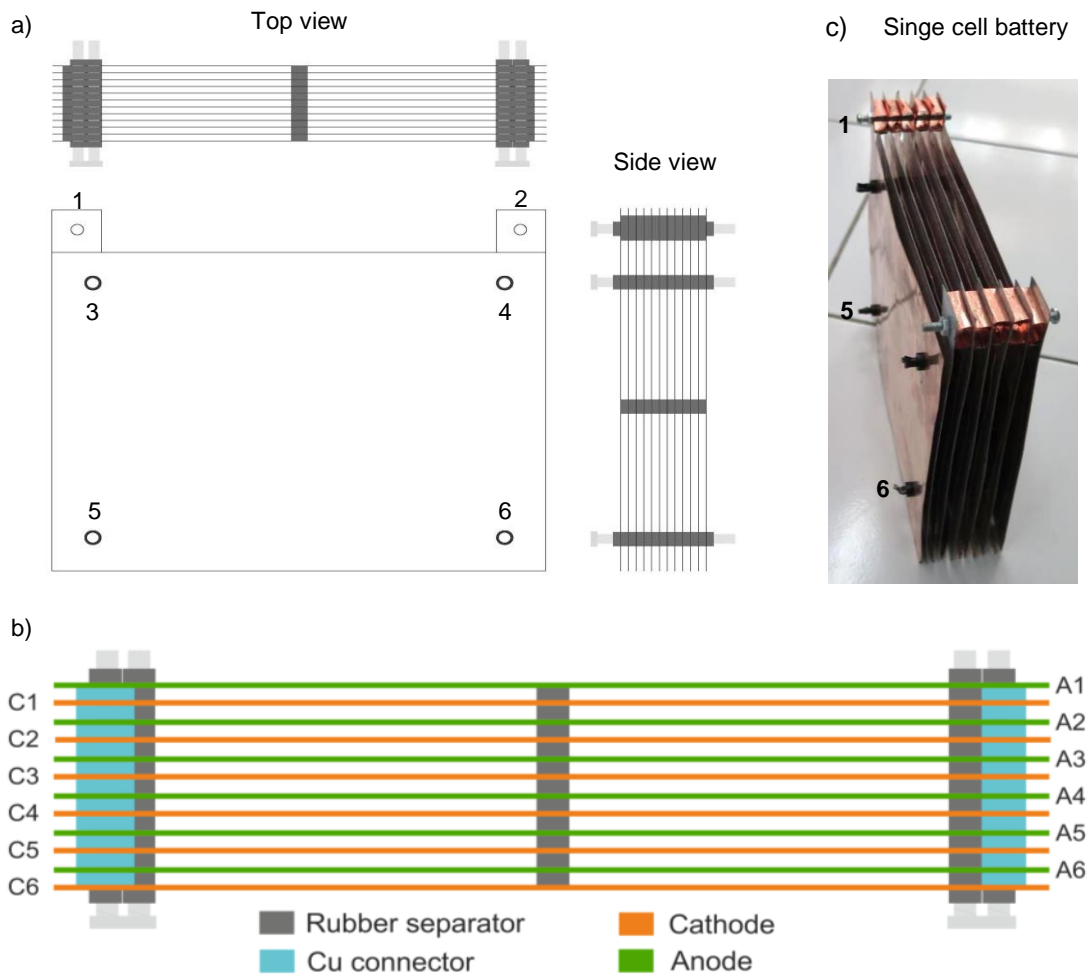 a)
Top view
c)
Singe cell battery
1
Side view
1
2
3
4
5
5
6
6
b)
C1
C2
C3
C4
C5
C6
A1
A2
A3
A4
A5
A6
Rubber separator
Cathode
Cu connector
Anode